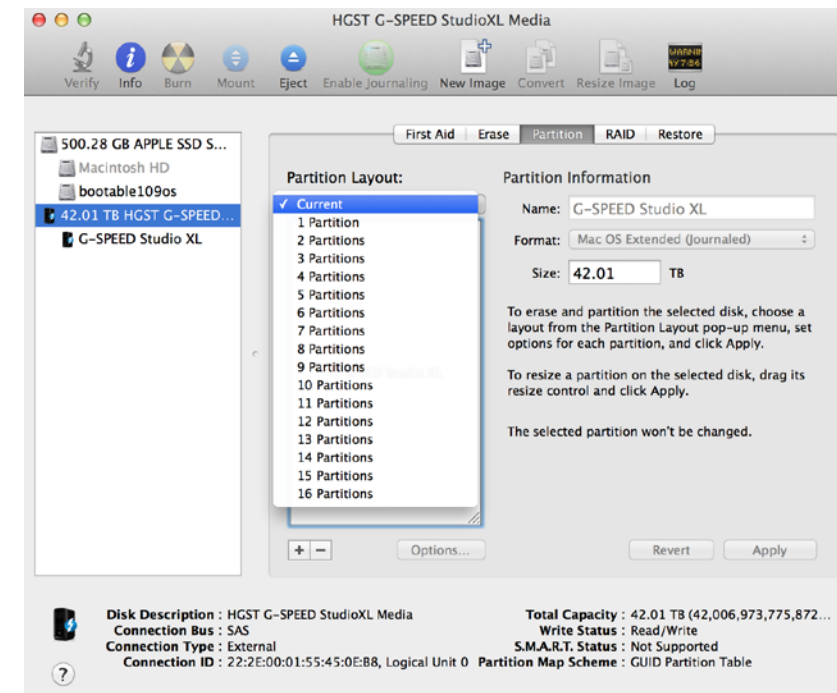 HGST G-SPEED StudioXL Media
Verify Info Burn Mount Eject Enable Journaling New Image Convert Resize Image Log
First Aid Erase Partition RAID Restore
500.28 GB APPLE SSD S...
Macintosh HD
bootable109os
42.01 TB HGST G-SPEED...
G-SPEED Studio XL
Partition Layout:
Current
1 Partition
2 Partitions
3 Partitions
4 Partitions
5 Partitions
6 Partitions
7 Partitions
8 Partitions
9 Partitions
10 Partitions
11 Partitions
12 Partitions
13 Partitions
14 Partitions
15 Partitions
16 Partitions
+ −
Options...
Partition Information
Name: G-SPEED Studio XL
Format: Mac OS Extended (Journaled)
Size: 42.01 TB
To erase and partition the selected disk, choose a
layout from the Partition Layout pop-up menu, set
options for each partition, and click Apply.
To resize a partition on the selected disk, drag its
resize control and click Apply.
The selected partition won't be changed.
Revert Apply
Disk Description : HGST G-SPEED StudioXL Media
Connection Bus : SAS
Connection Type : External
Connection ID : 22:2E:00:01:55:45:0E:B8, Logical Unit 0
Total Capacity : 42.01 TB (42,006,973,775,872...
Write Status : Read/Write
S.M.A.R.T. Status : Not Supported
Partition Map Scheme : GUID Partition Table
?